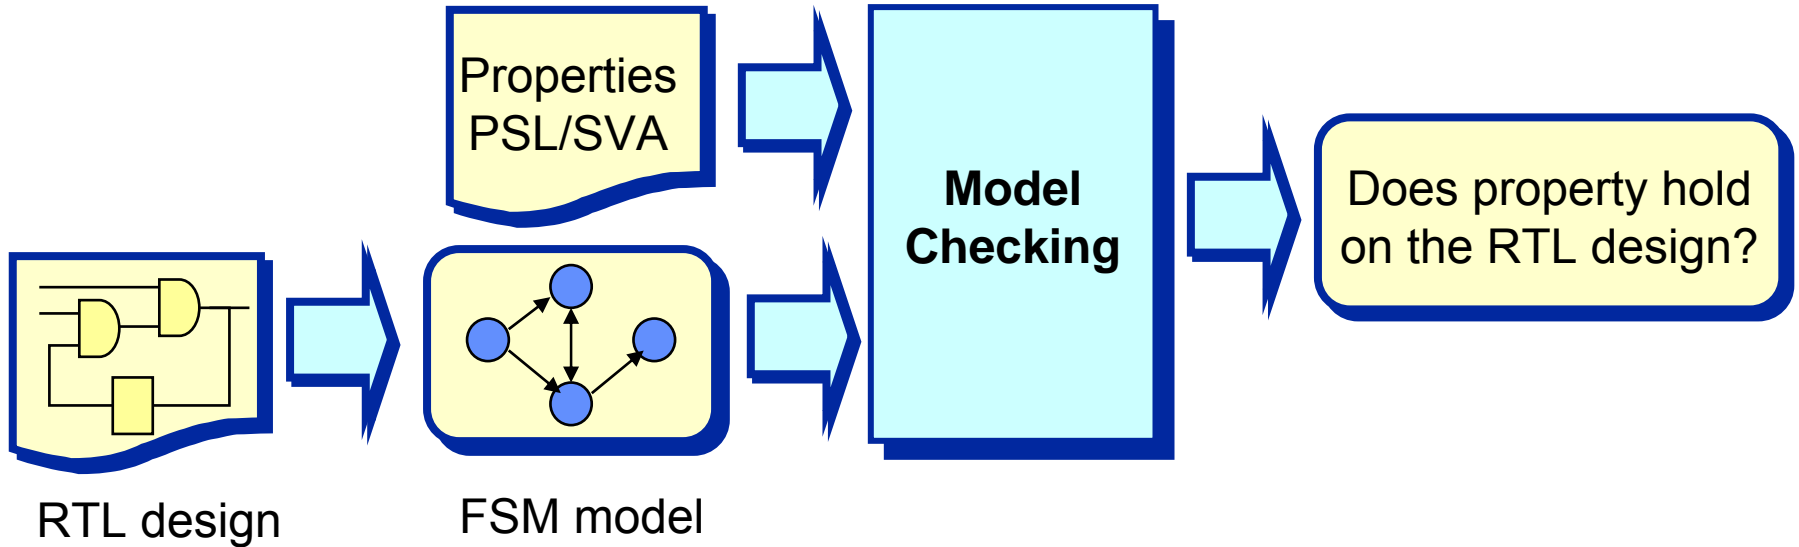 Properties
PSL/SVA
Model
Checking
Does property hold
on the RTL design?
RTL design
FSM model